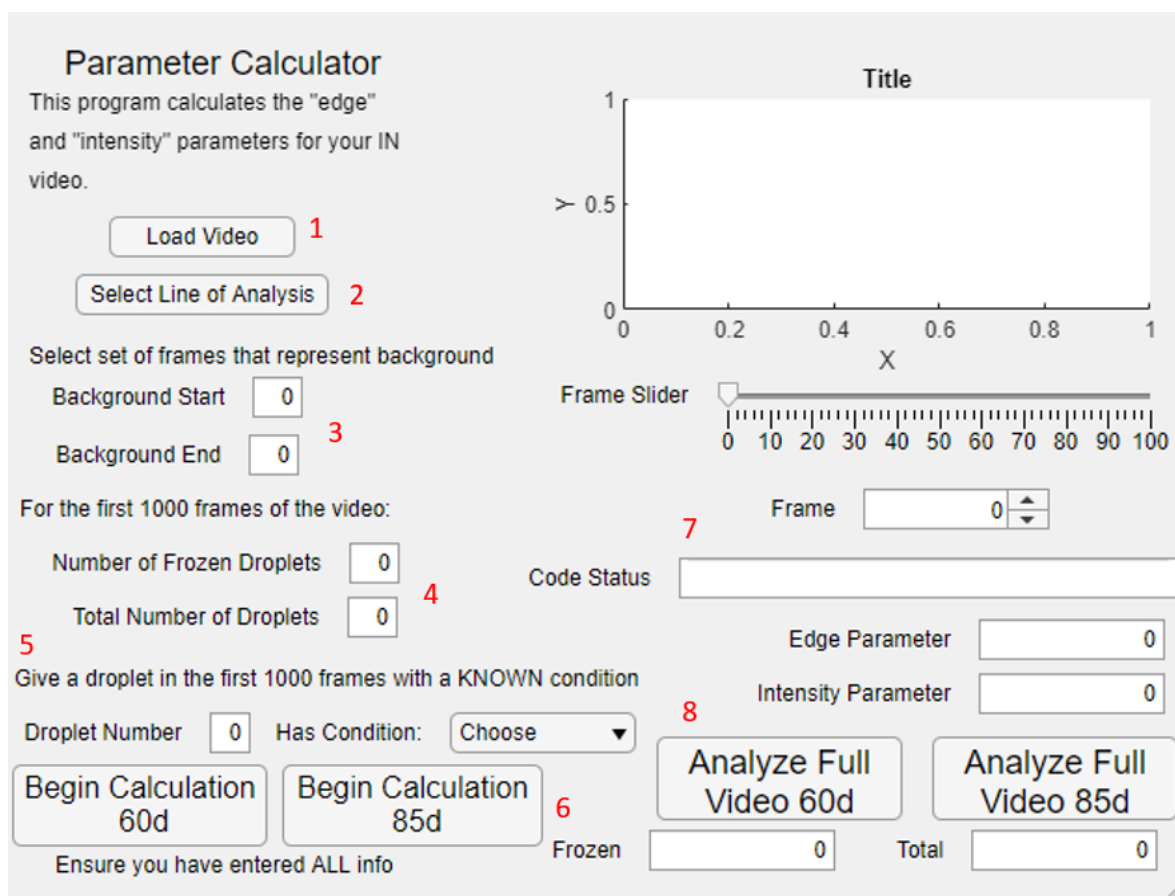 Parameter Calculator
This program calculates the "edge"
and "intensity" parameters for your IN
video.
Load Video 1
Select Line of Analysis 2
Select set of frames that represent background
Background Start 0
3
Background End 0
For the first 1000 frames of the video:
Number of Frozen Droplets 0
4
Total Number of Droplets 0
5
Give a droplet in the first 1000 frames with a KNOWN condition
Droplet Number 0 Has Condition: Choose
Begin Calculation
60d
Begin Calculation
85d
6
Ensure you have entered ALL info
Title
1
Y 0.5
0
0 0.2 0.4 0.6 0.8 1
X
Frame Slider
0 10 20 30 40 50 60 70 80 90 100
Frame 0
7
Code Status
Edge Parameter 0
Intensity Parameter 0
8
Analyze Full
Video 60d
Analyze Full
Video 85d
Frozen 0 Total 0